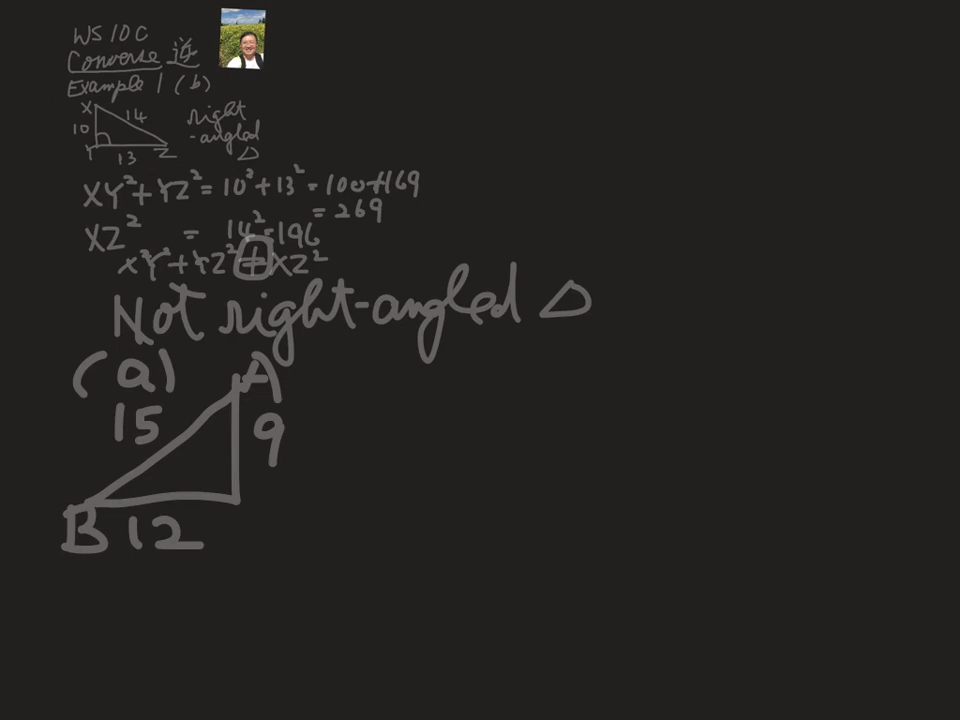 WS 10C
Converse 逆
Example 1 (b)
X 14 right
10 -angled
Y 13 Z △
XY² + YZ² = 10² + 13² = 100+169
= 269
XZ² = 14² = 196
X²Y² + YZ² ≠ XZ²
Not right-angled △
(a) A
15 9
B 12